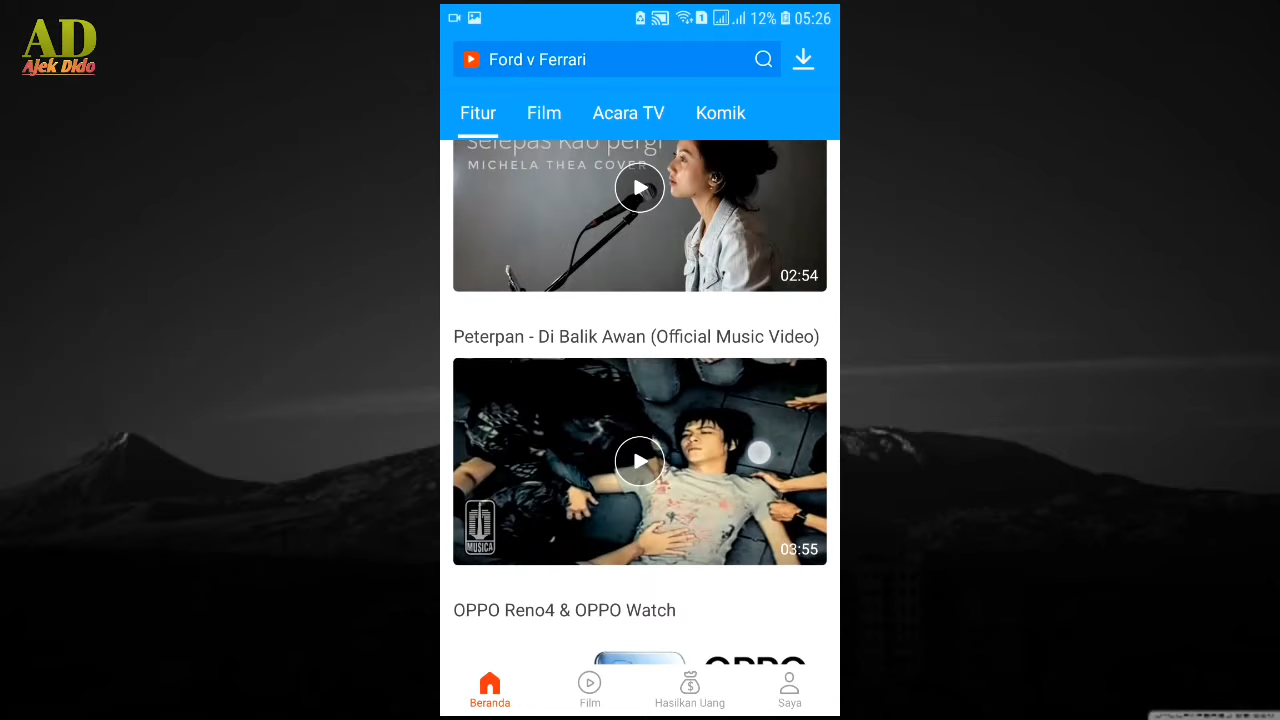 AD
Ajek Dido
1
12%
05:26
Ford v Ferrari
Fitur
Film
Acara TV
Komik
selepas kao pergi
MICHELA THEA COVER
02:54
Peterpan - Di Balik Awan (Official Music Video)
MUSICA
03:55
OPPO Reno4 & OPPO Watch
OPPO
Beranda
Film
Hasilkan Uang
Saya